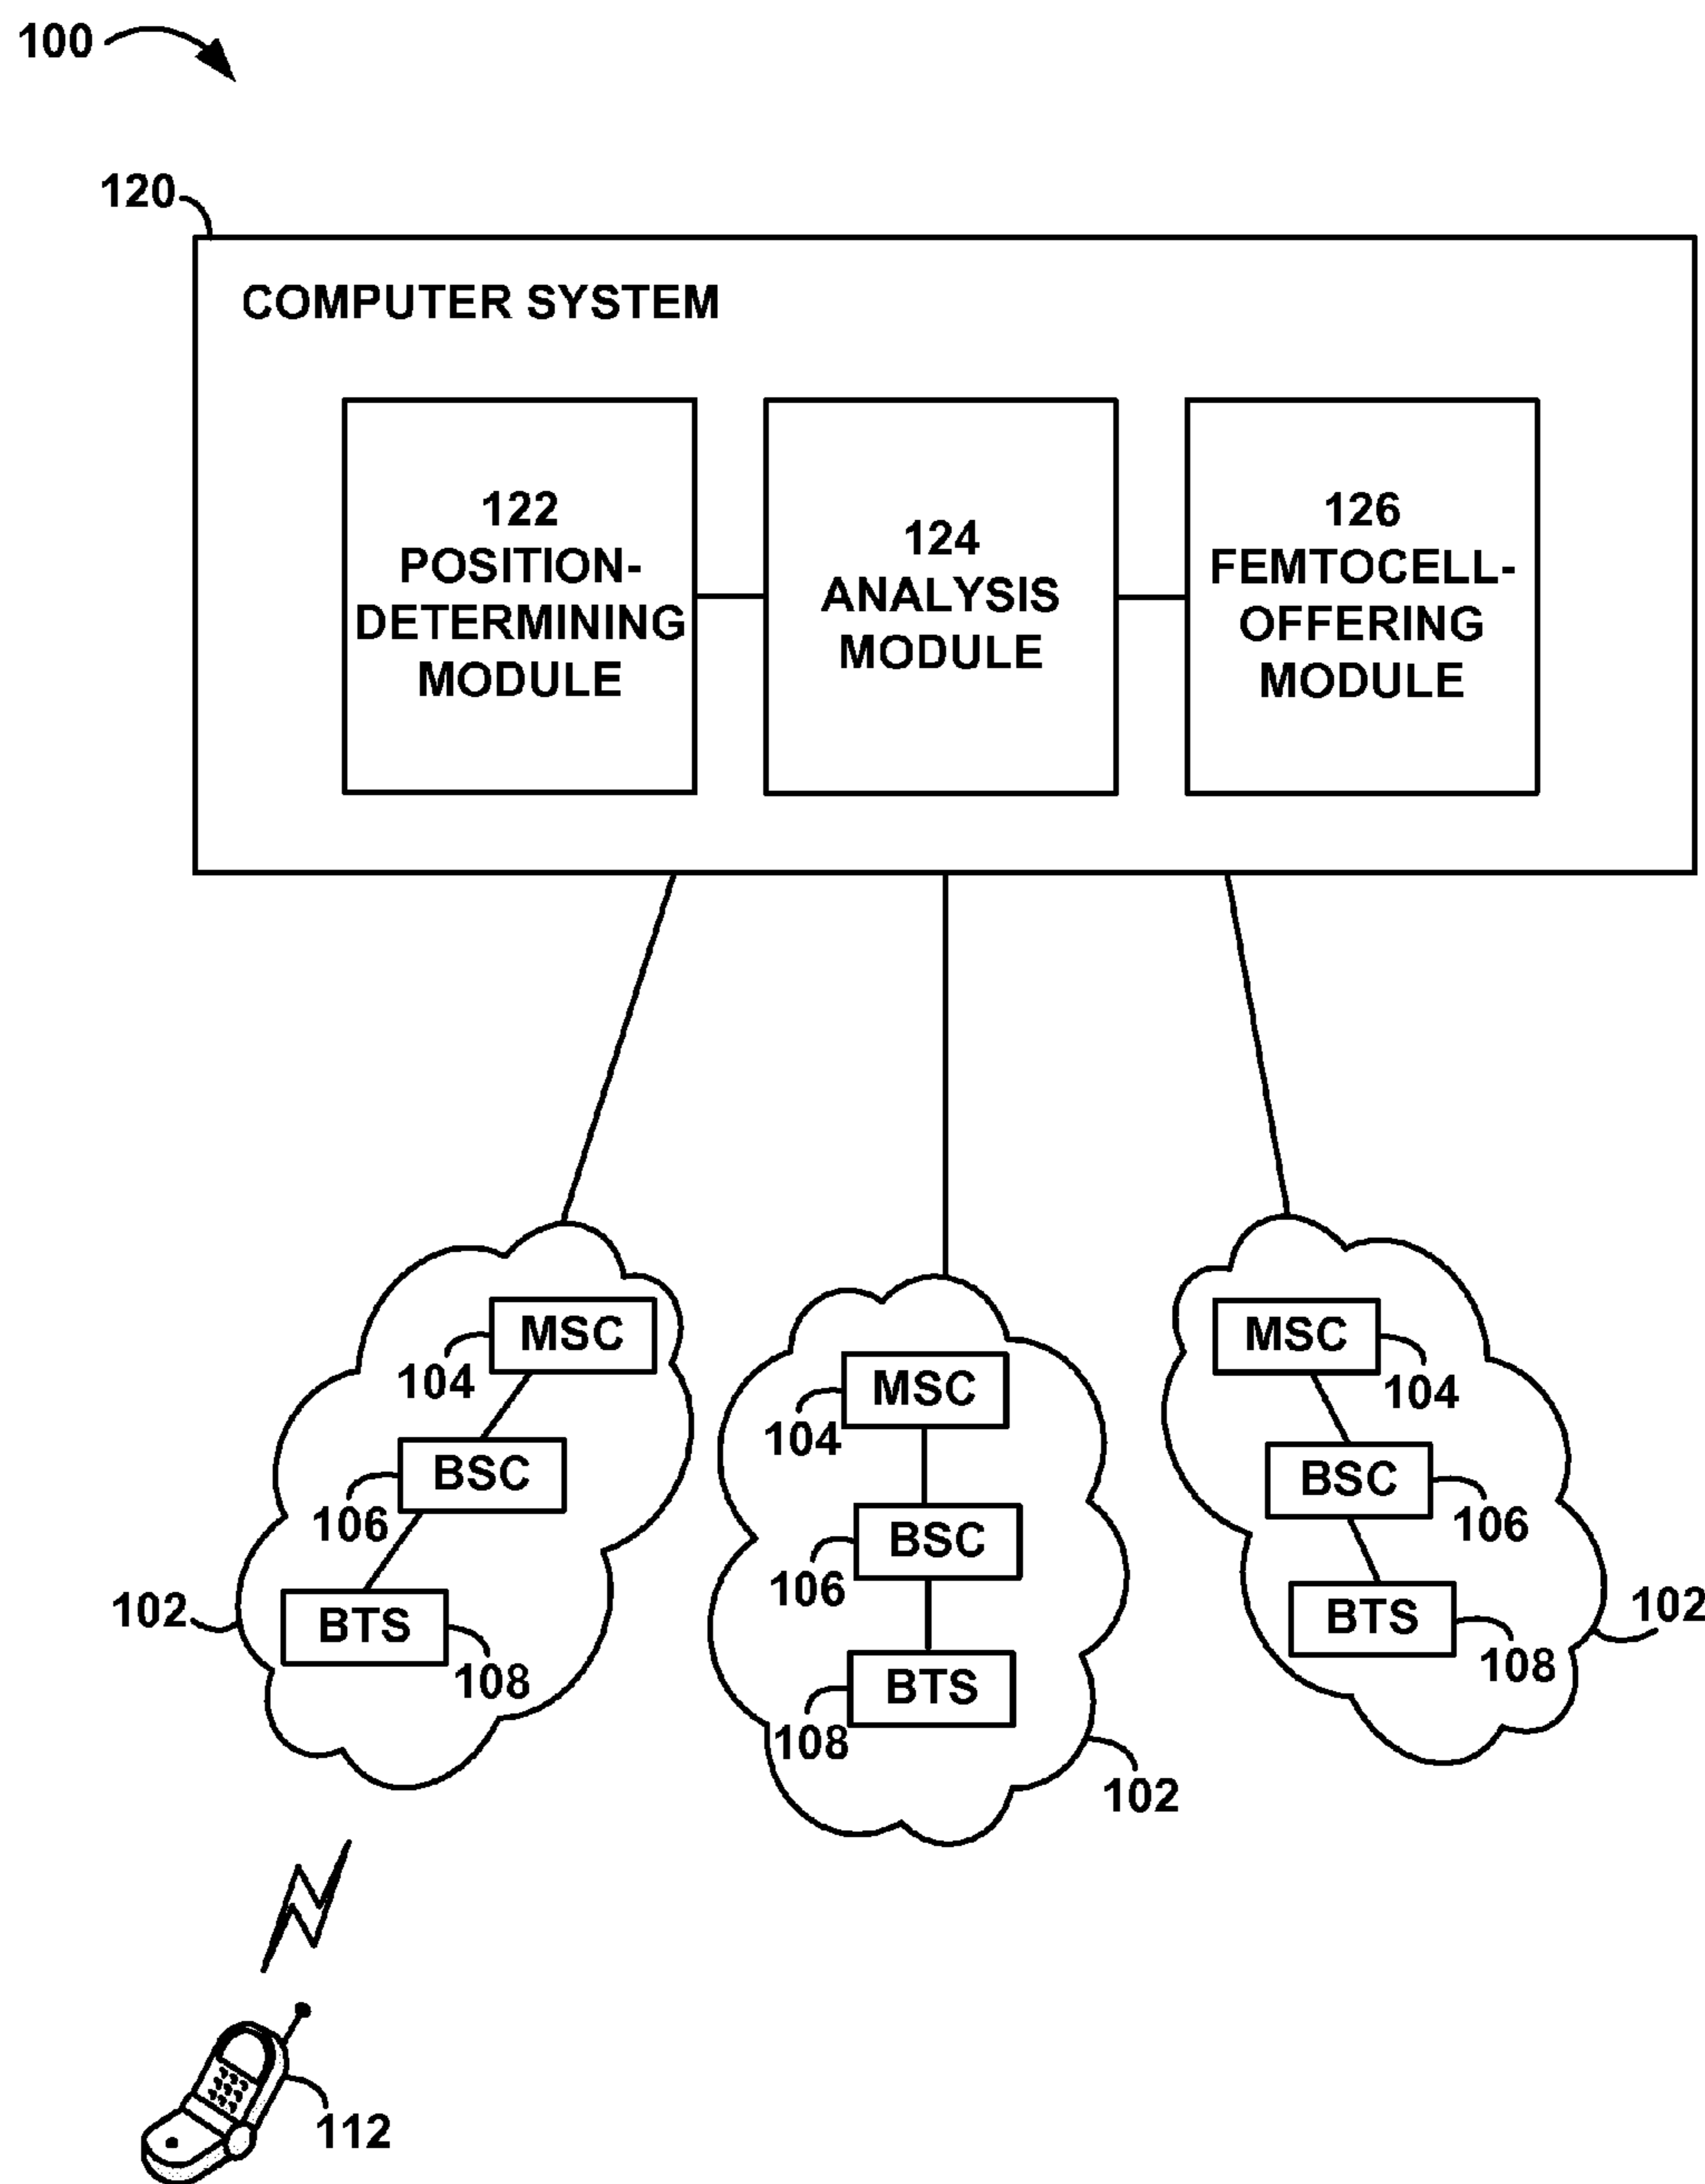 100
120
COMPUTER SYSTEM
122
POSITION-
DETERMINING
MODULE
124
ANALYSIS
MODULE
126
FEMTOCELL-
OFFERING
MODULE
MSC
104
BSC
106
BTS
102
108
MSC
104
BSC
106
BTS
108
102
MSC
104
BSC
106
BTS
102
108
112